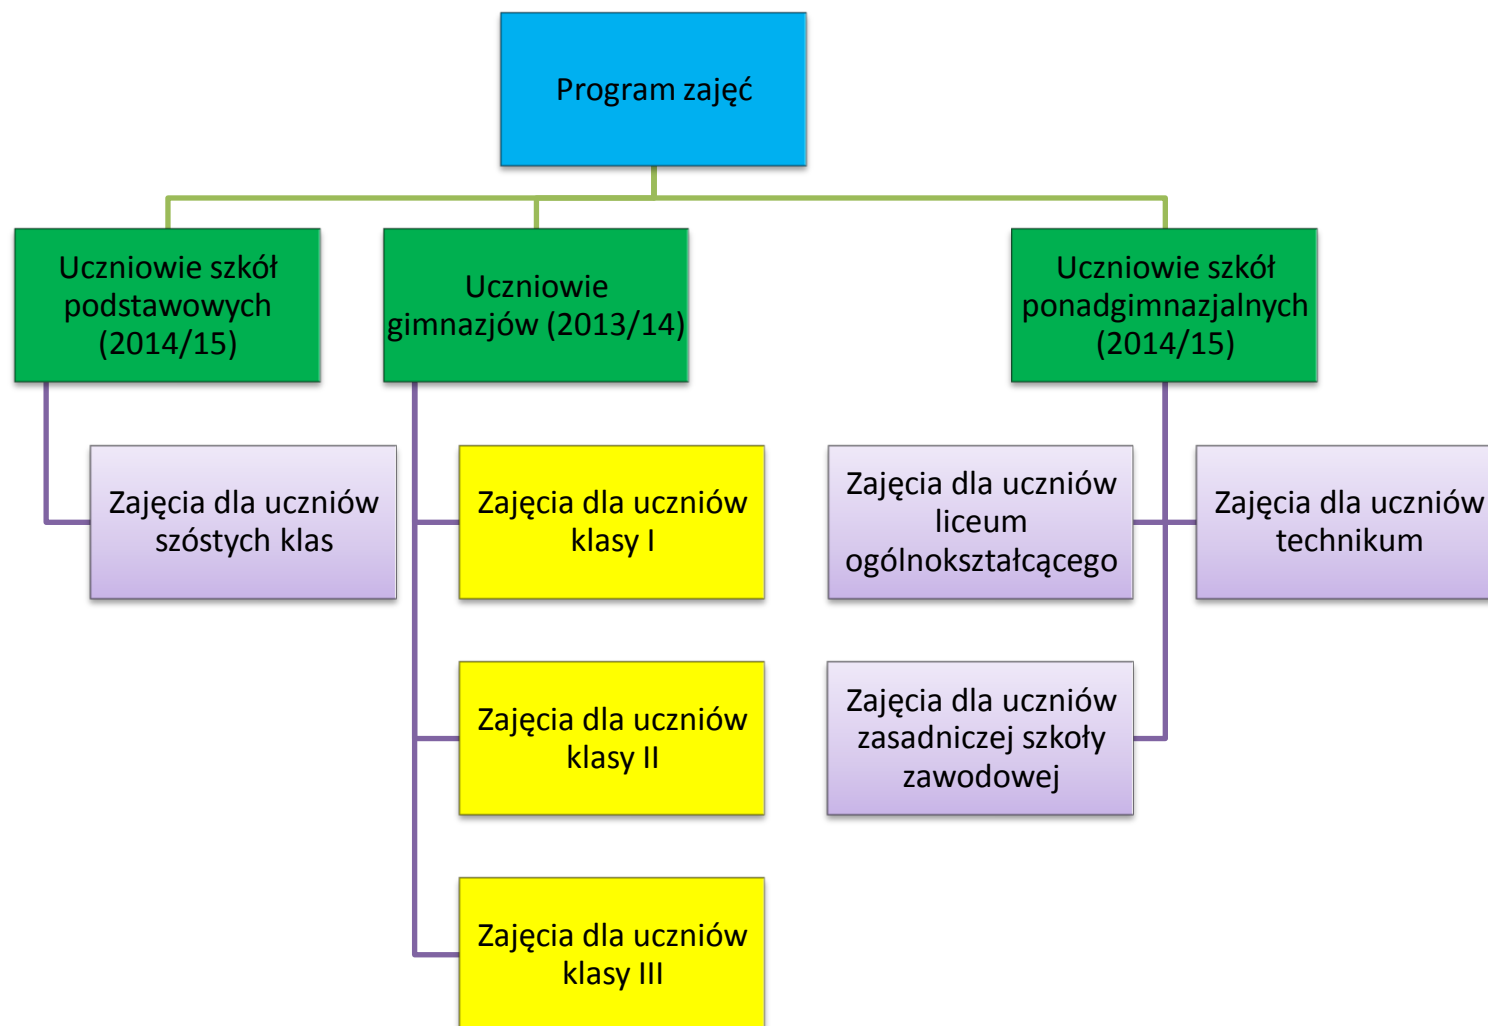 Program zajęć
Uczniowie szkół
podstawowych
(2014/15)
Uczniowie
gimnazjów (2013/14)
Uczniowie szkół
ponadgimnazjalnych
(2014/15)
Zajęcia dla uczniów
szóstych klas
Zajęcia dla uczniów
klasy I
Zajęcia dla uczniów
klasy II
Zajęcia dla uczniów
klasy III
Zajęcia dla uczniów
liceum
ogólnokształcącego
Zajęcia dla uczniów
technikum
Zajęcia dla uczniów
zasadniczej szkoły
zawodowej